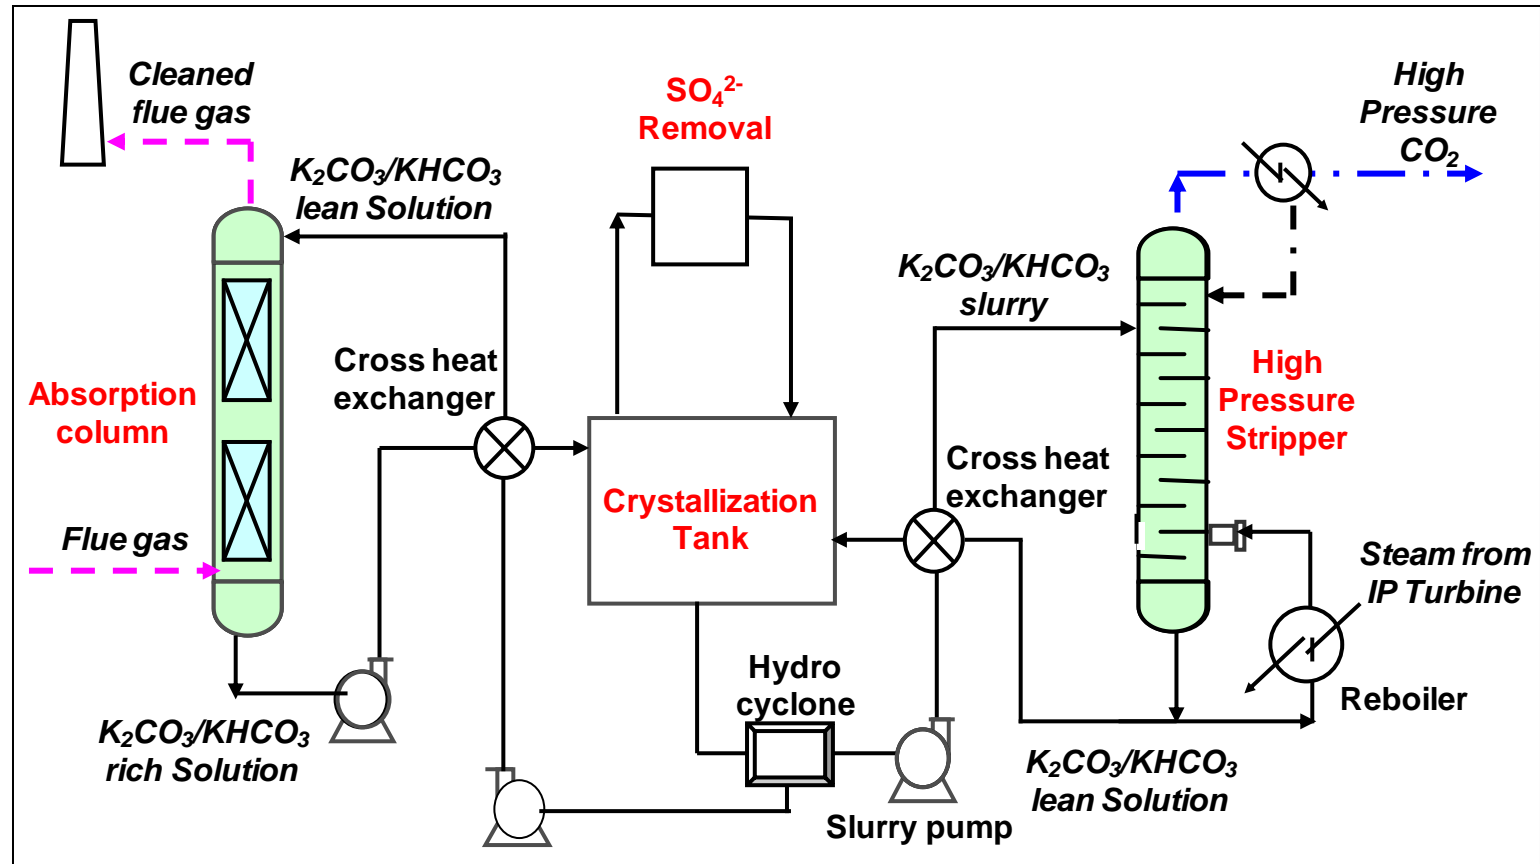 Cleaned
flue gas
SO₄²⁻
Removal
High
Pressure
CO₂
K₂CO₃/KHCO₃
lean Solution
K₂CO₃/KHCO₃
slurry
Cross heat
exchanger
High
Pressure
Stripper
Absorption
column
Cross heat
exchanger
Crystallization
Tank
Flue gas
Steam from
IP Turbine
Hydro
cyclone
Reboiler
K₂CO₃/KHCO₃
rich Solution
K₂CO₃/KHCO₃
lean Solution
Slurry pump